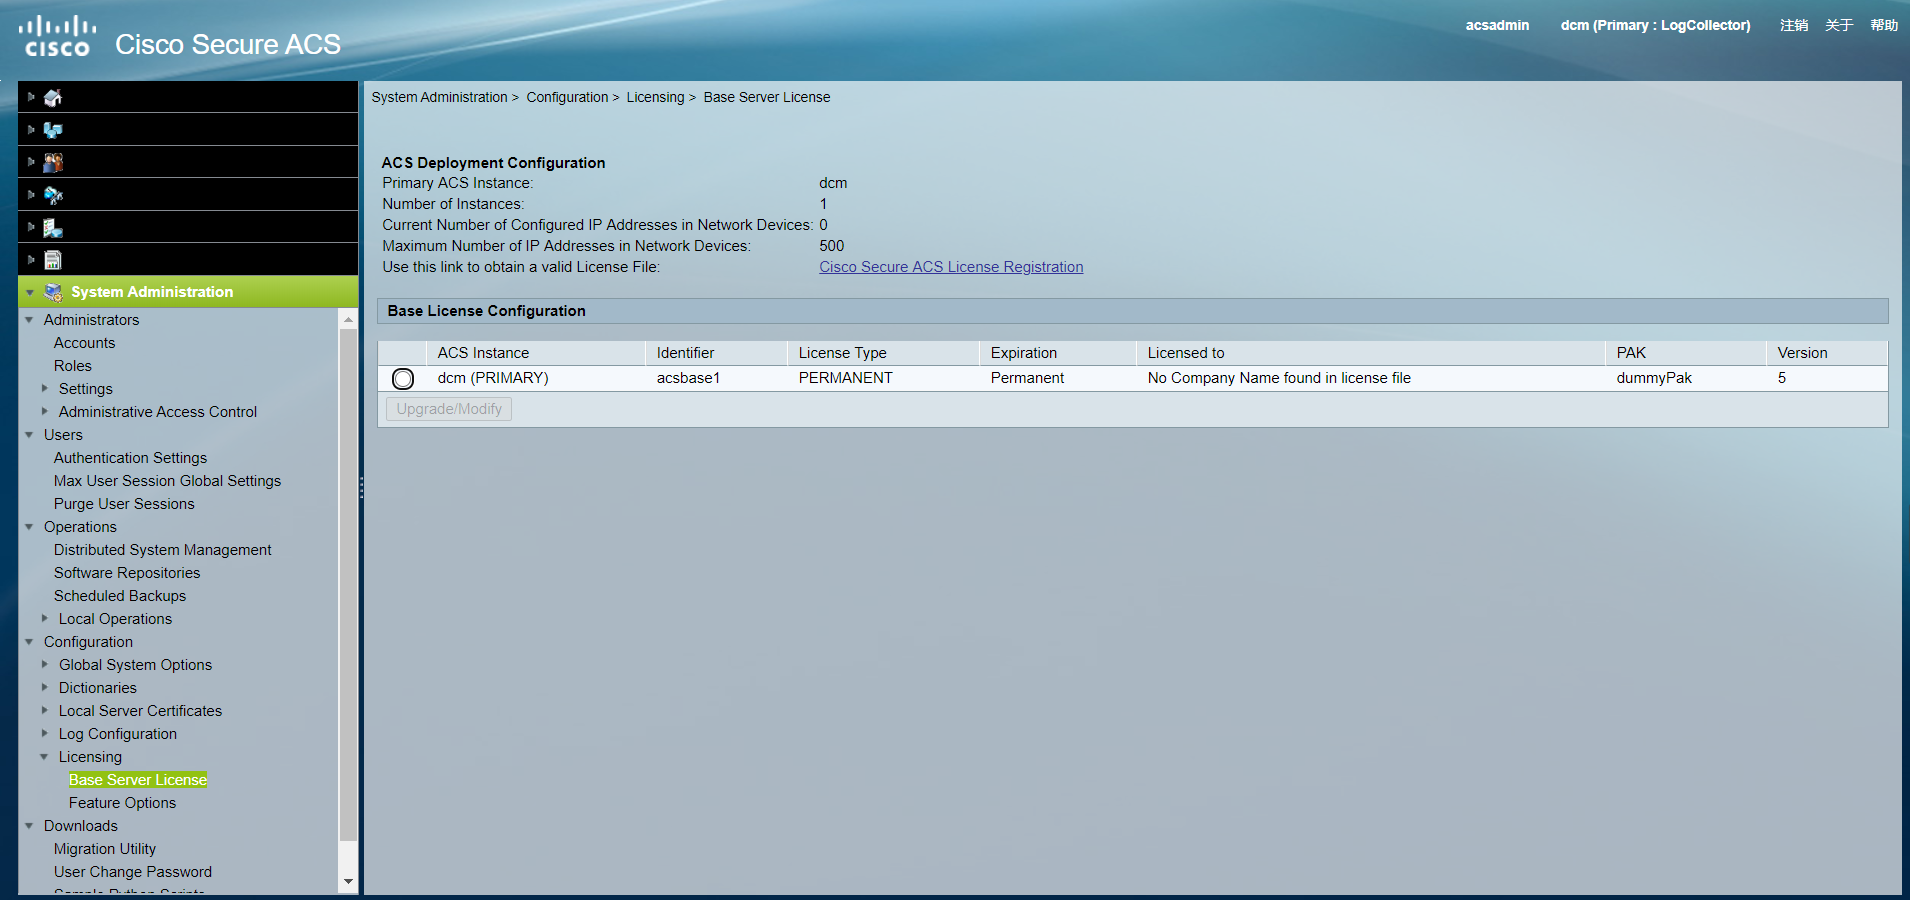 CISCO Cisco Secure ACS
acsadmin dcm (Primary : LogCollector) 注销 关于 帮助
System Administration
Administrators
Accounts
Roles
Settings
Administrative Access Control
Users
Authentication Settings
Max User Session Global Settings
Purge User Sessions
Operations
Distributed System Management
Software Repositories
Scheduled Backups
Local Operations
Configuration
Global System Options
Dictionaries
Local Server Certificates
Log Configuration
Licensing
Base Server License
Feature Options
Downloads
Migration Utility
User Change Password
Sample Python Scripts
System Administration > Configuration > Licensing > Base Server License
ACS Deployment Configuration
Primary ACS Instance: dcm
Number of Instances: 1
Current Number of Configured IP Addresses in Network Devices: 0
Maximum Number of IP Addresses in Network Devices: 500
Use this link to obtain a valid License File: Cisco Secure ACS License Registration
Base License Configuration
ACS Instance Identifier License Type Expiration Licensed to PAK Version
dcm (PRIMARY) acsbase1 PERMANENT Permanent No Company Name found in license file dummyPak 5
Upgrade/Modify